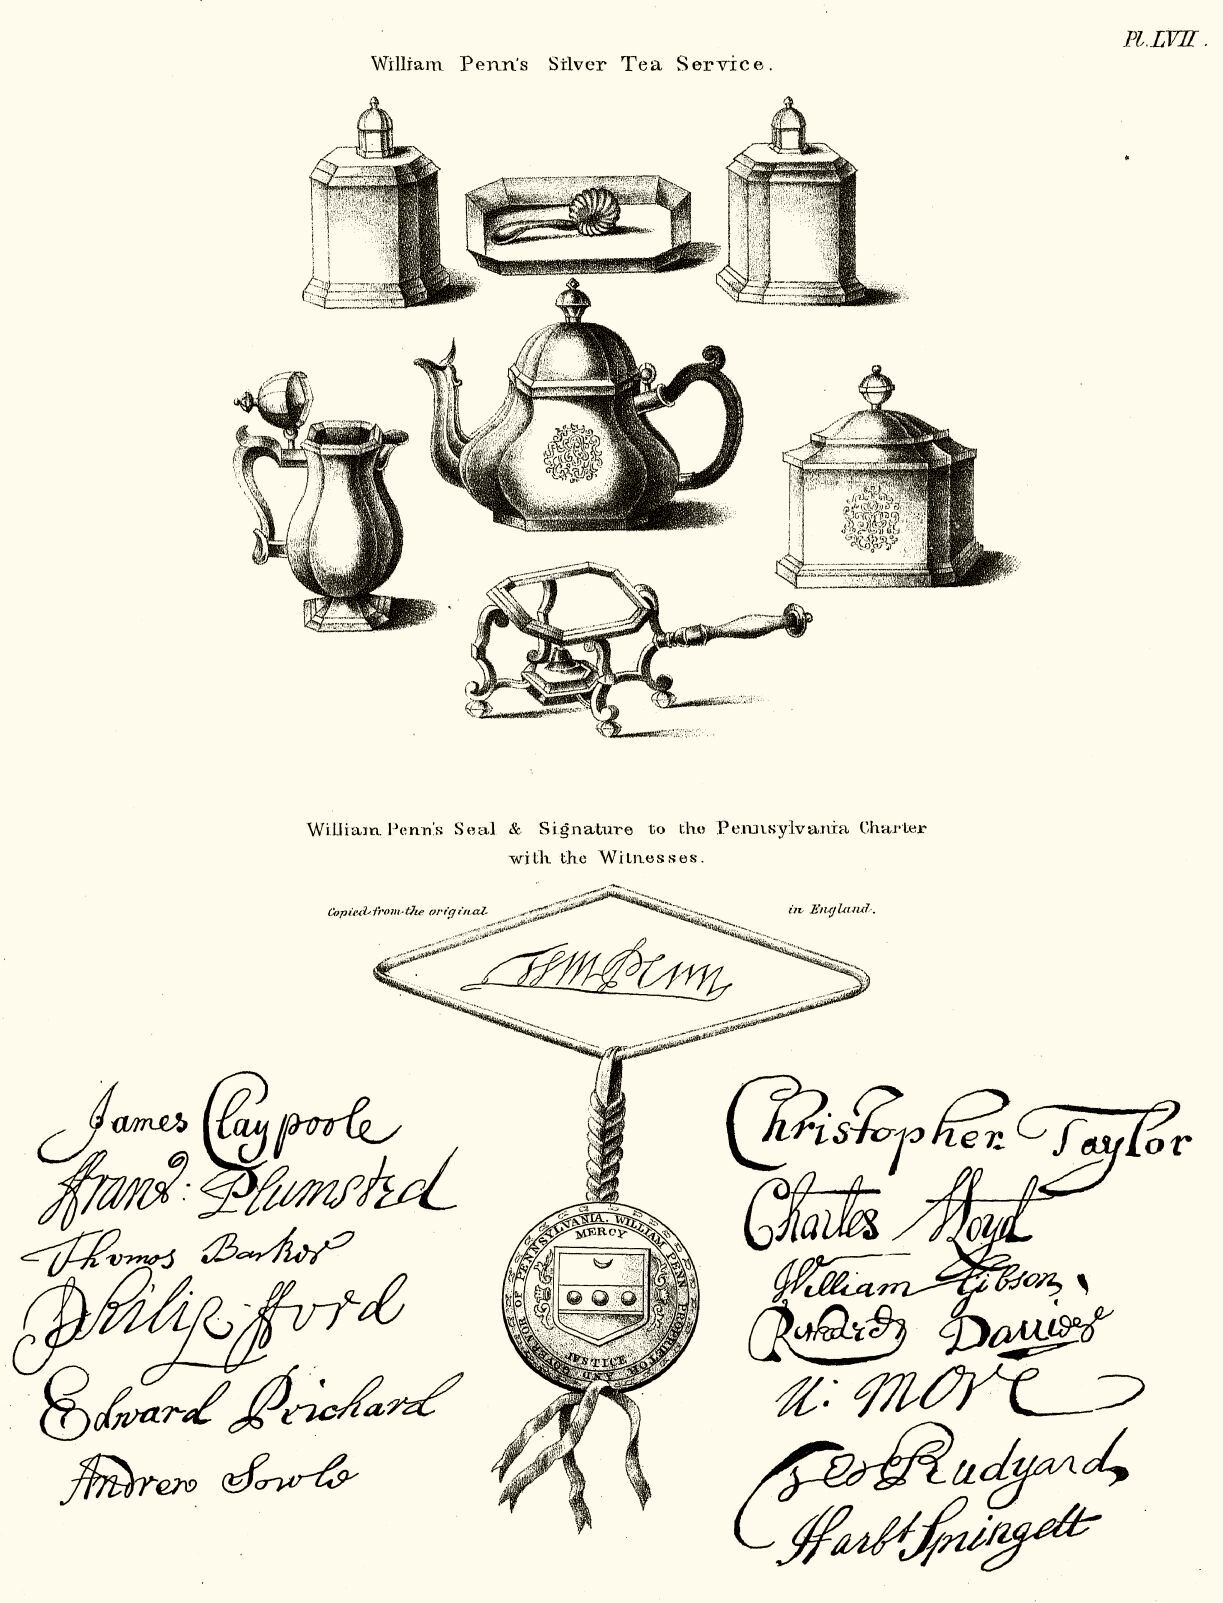 Pl. LVII.
William Penn's Silver Tea Service.
William Penn's Seal & Signature to the Pennsylvania Charter
with the Witnesses.
Copied from the original in England.
Wm Penn
James Claypoole
Frans: Plumsted
Thomas Barker
Philip fford
Edward Prichard
Andrew Sowle
Christopher Taylor
Charles Lloyd
William Gibson
Richard Davies
N: More
Geo Rudyard
Harbt Springett
MERCY
JUSTICE
WILLIAM PENN PROPRIETOR AND GOVERNOR OF PENNSYLVANIA.